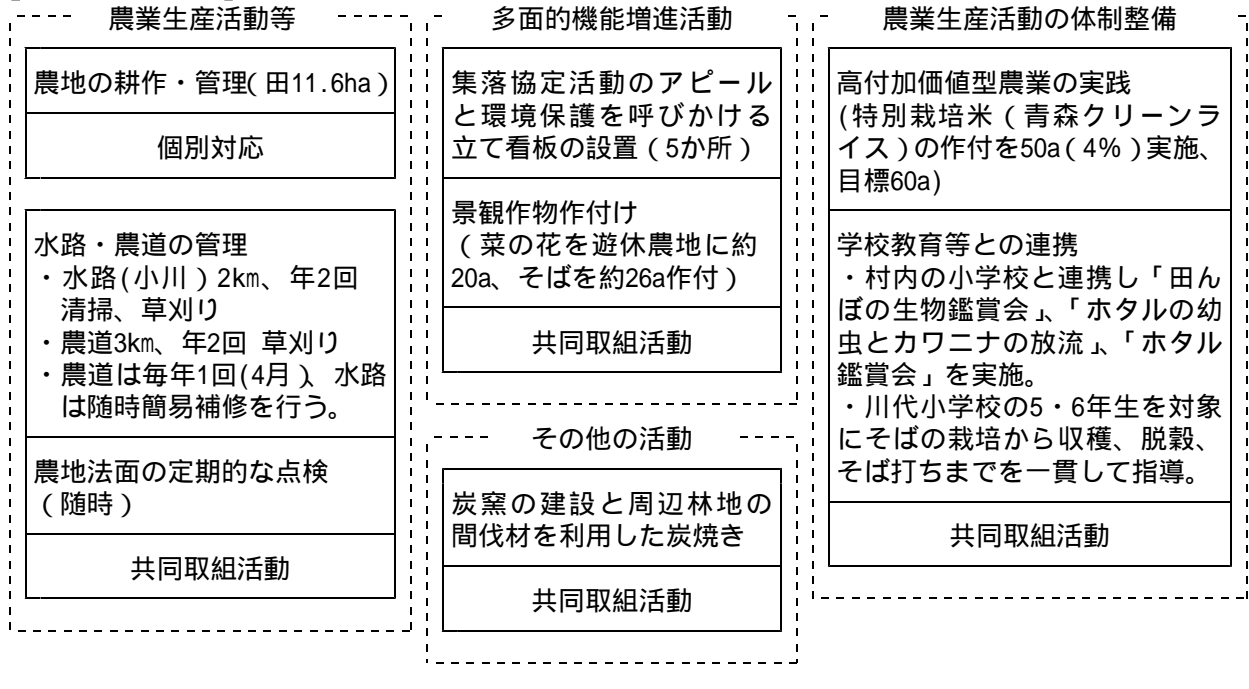 農業生産活動等
農地の耕作・管理(田11.6ha)
個別対応
水路・農道の管理
・水路(小川)2㎞、年2回
清掃、草刈り
・農道3㎞、年2回 草刈り
・農道は毎年1回(4月)、水路
は随時簡易補修を行う。
農地法面の定期的な点検
(随時)
共同取組活動
多面的機能増進活動
集落協定活動のアピール
と環境保護を呼びかける
立て看板の設置(5か所)
景観作物作付け
(菜の花を遊休農地に約
20a、そばを約26a作付)
共同取組活動
その他の活動
炭窯の建設と周辺林地の
間伐材を利用した炭焼き
共同取組活動
農業生産活動の体制整備
高付加価値型農業の実践
(特別栽培米(青森クリーンラ
イス)の作付を50a(4%)実施、
目標60a)
学校教育等との連携
・村内の小学校と連携し「田ん
ぼの生物鑑賞会」、「ホタルの幼
虫とカワニナの放流」、「ホタル
鑑賞会」を実施。
・川代小学校の5・6年生を対象
にそばの栽培から収穫、脱穀、
そば打ちまでを一貫して指導。
共同取組活動